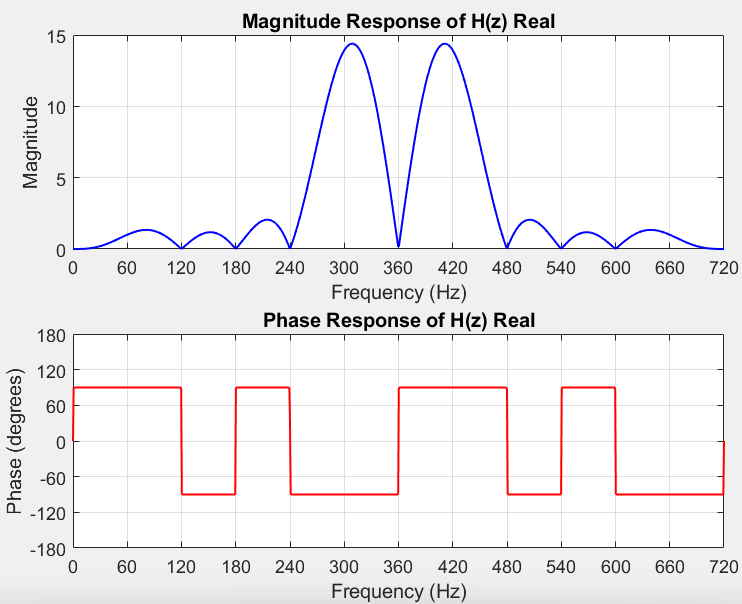 Magnitude Response of H(z) Real
15
10
5
0
Magnitude
0 60 120 180 240 300 360 420 480 540 600 660 720
Frequency (Hz)
Phase Response of H(z) Real
180
120
60
0
-60
-120
-180
Phase (degrees)
0 60 120 180 240 300 360 420 480 540 600 660 720
Frequency (Hz)